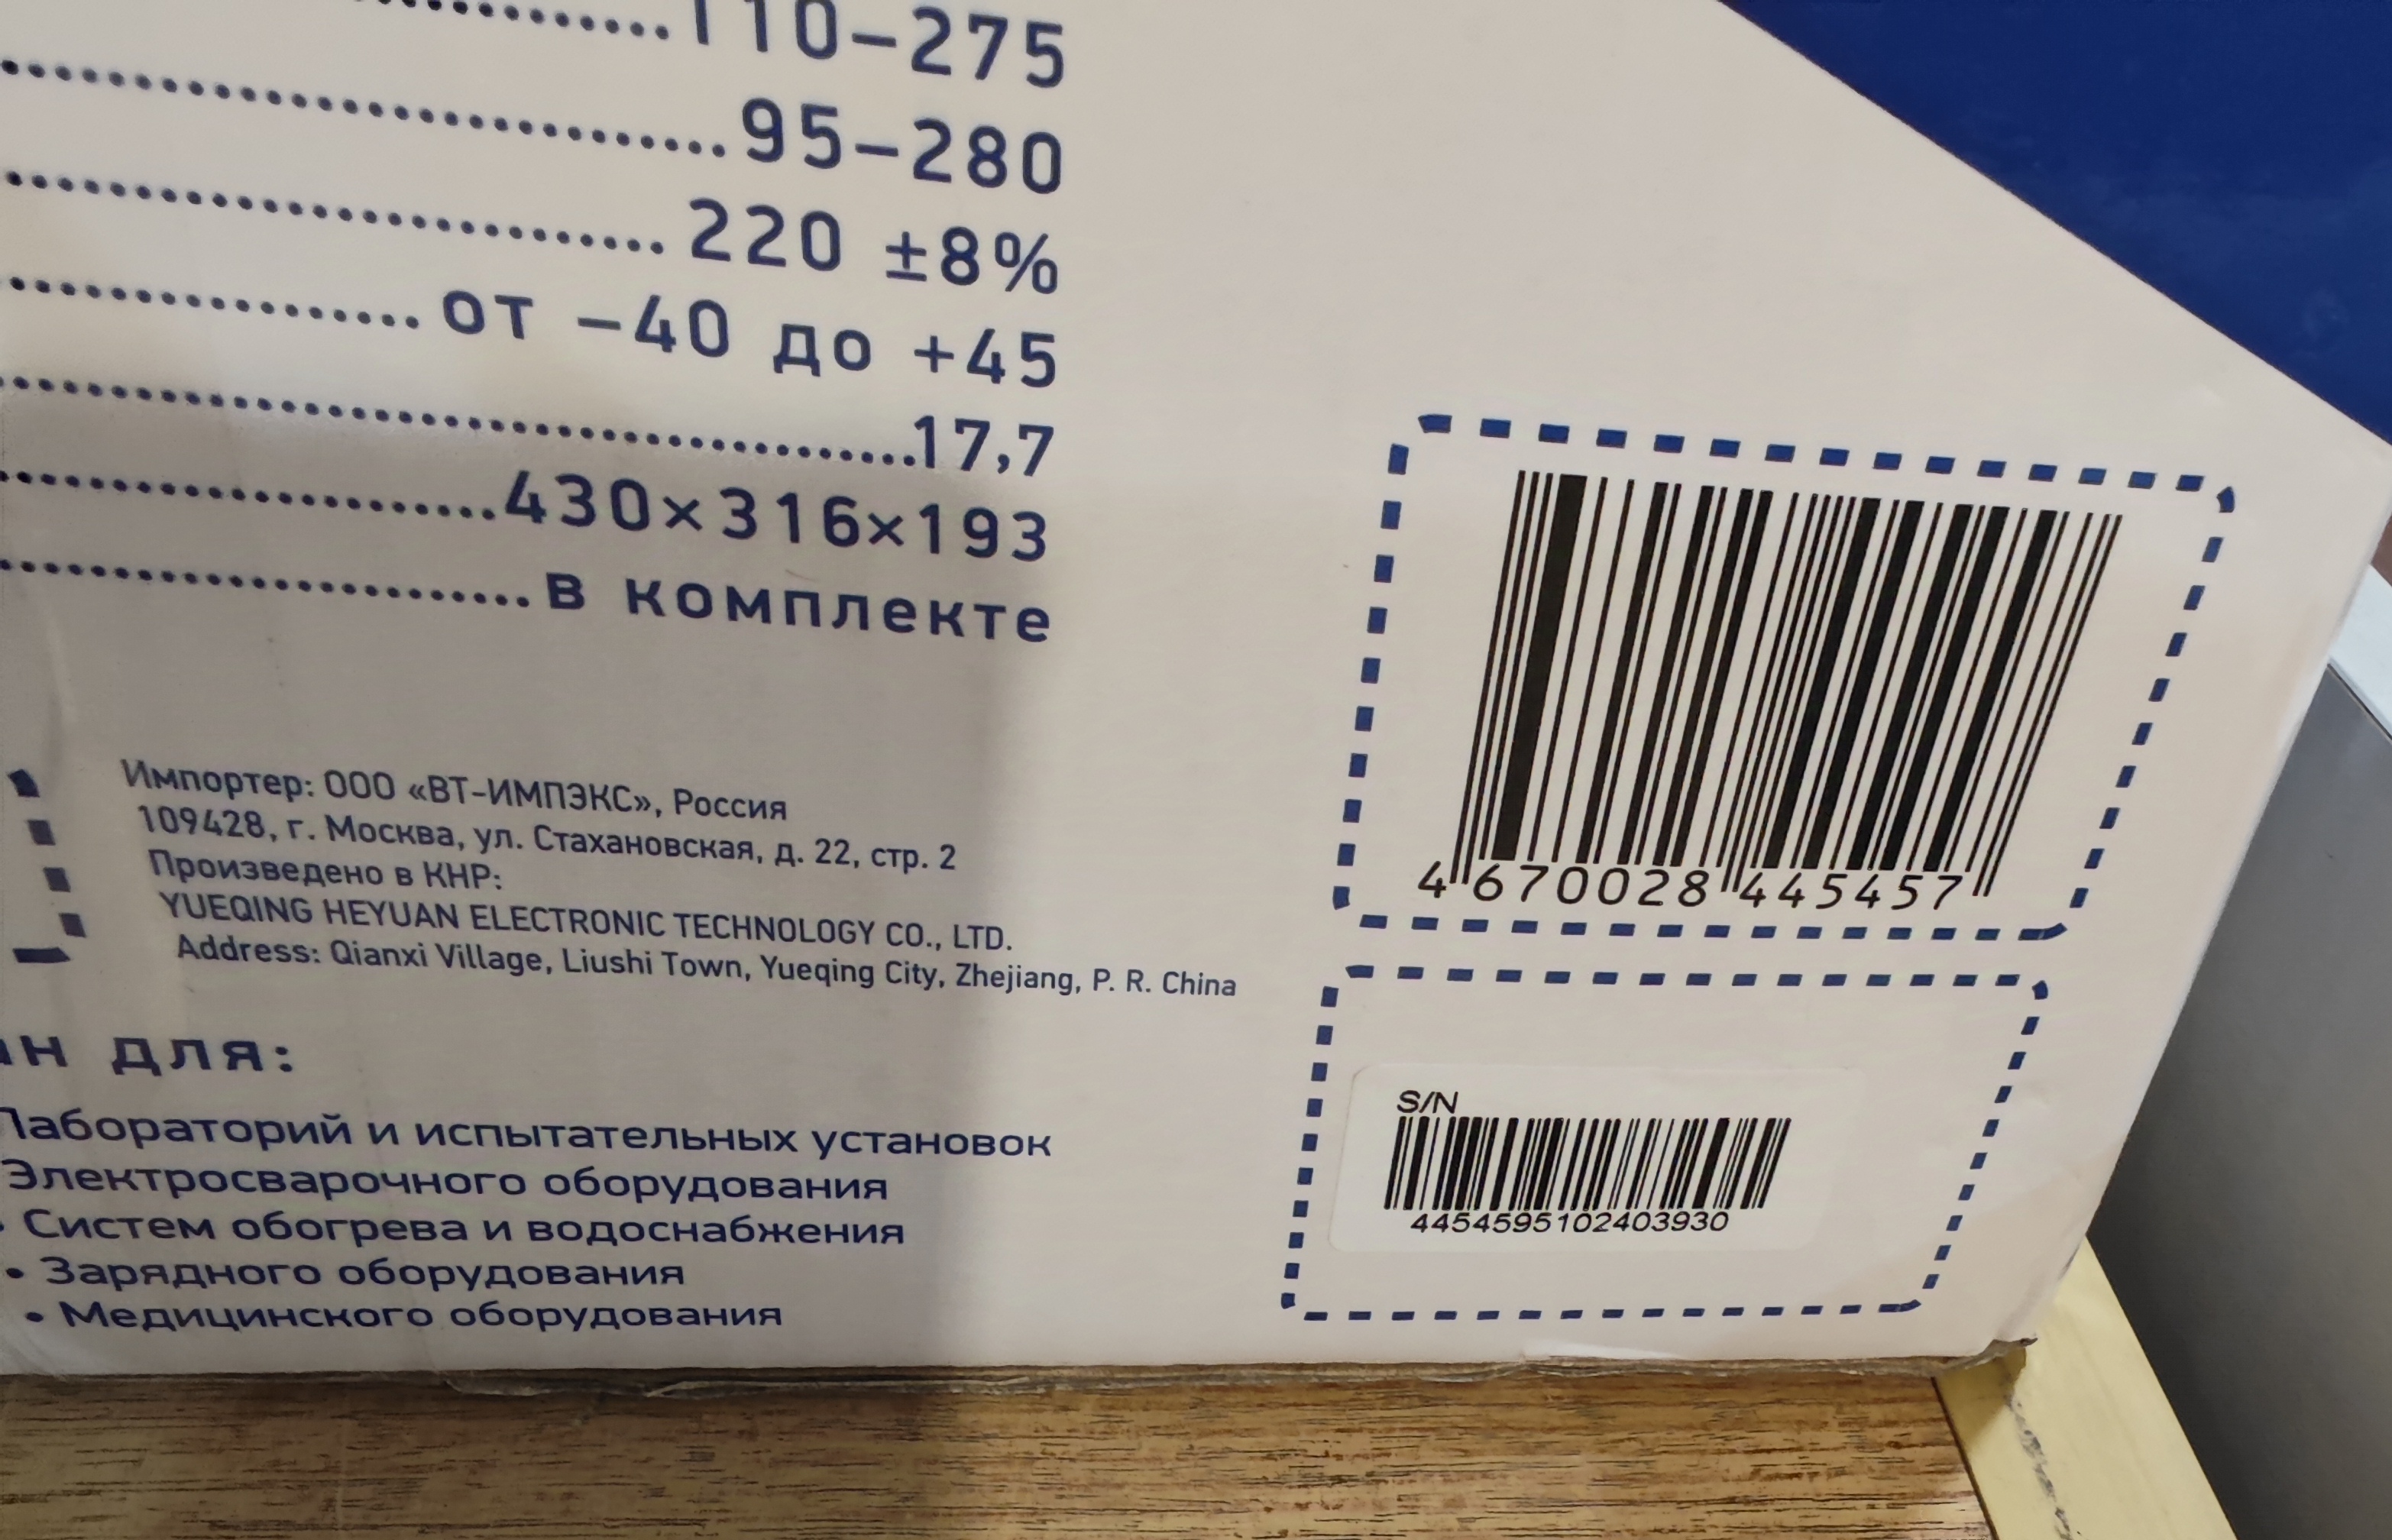 110–275
95–280
220 ±8%
от –40 до +45
17,7
430×316×193
в комплекте
Импортер: ООО «ВТ-ИМПЭКС», Россия
109428, г. Москва, ул. Стахановская, д. 22, стр. 2
Произведено в КНР:
YUEQING HEYUAN ELECTRONIC TECHNOLOGY CO., LTD.
Address: Qianxi Village, Liushi Town, Yueqing City, Zhejiang, P. R. China
для:
Лабораторий и испытательных установок
Электросварочного оборудования
• Систем обогрева и водоснабжения
• Зарядного оборудования
• Медицинского оборудования
4 670028 445457
S/N
4454595102403930